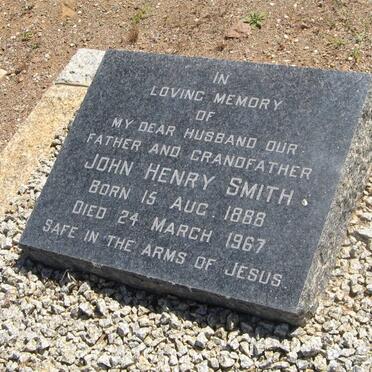 IN
LOVING MEMORY
OF
MY DEAR HUSBAND OUR
FATHER AND GRANDFATHER
JOHN HENRY SMITH
BORN 15 AUG. 1888
DIED 24 MARCH 1967
SAFE IN THE ARMS OF JESUS